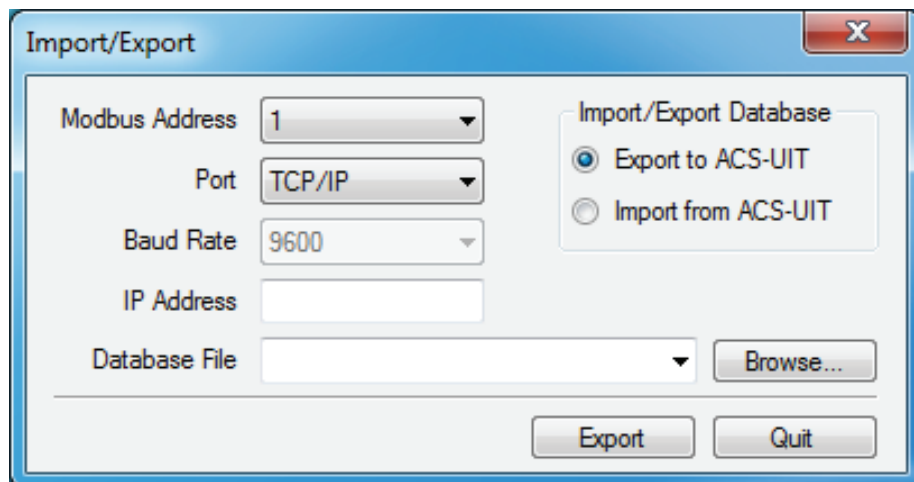 Import/Export
Modbus Address 1
Port TCP/IP
Baud Rate 9600
IP Address
Database File Browse...
Import/Export Database
Export to ACS-UIT
Import from ACS-UIT
Export Quit